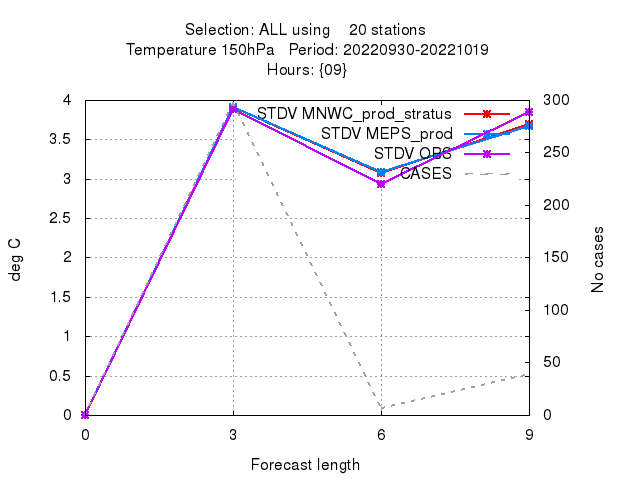 Selection: ALL using 20 stations
Temperature 150hPa Period: 20220930-20221019
Hours: {09}
STDV MNWC_prod_stratus
STDV MEPS_prod
STDV OBS
CASES
4
3.5
3
2.5
2
1.5
1
0.5
0
deg C
300
250
200
150
100
50
0
No cases
0 3 6 9
Forecast length